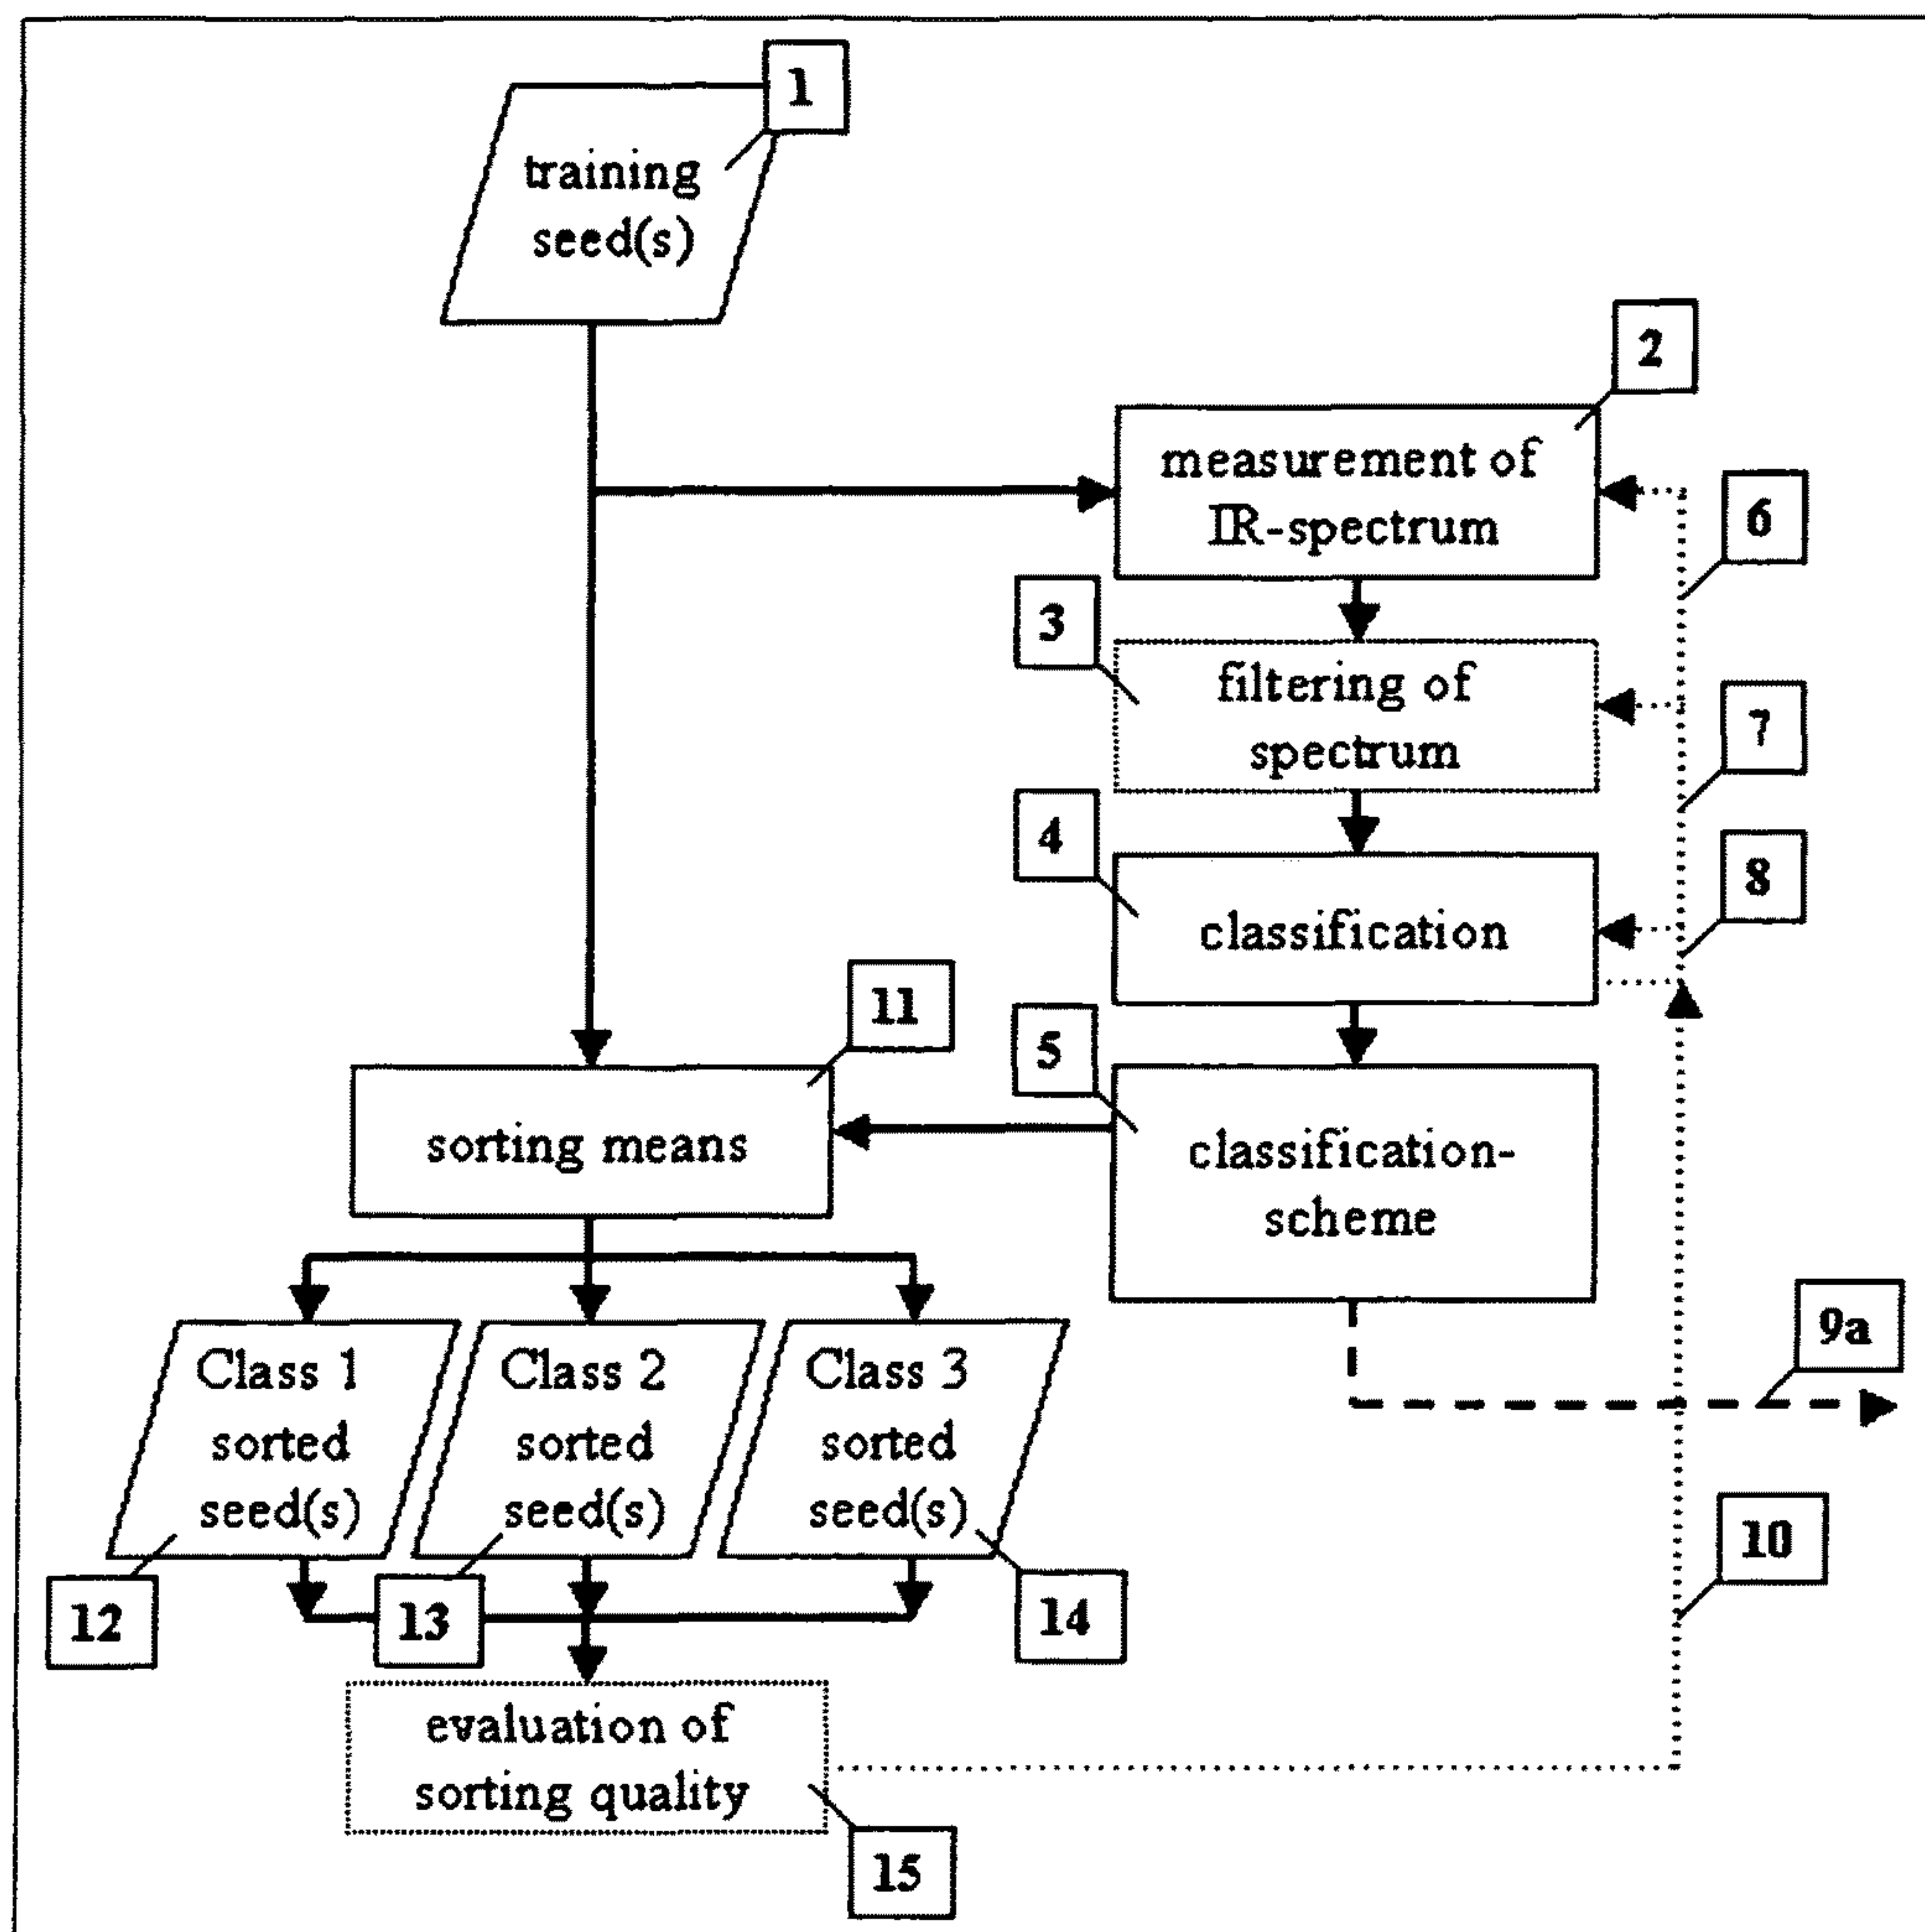 1
training
seed(s)
2
measurement of
IR-spectrum
6
3
filtering of
spectrum
7
4
classification
8
11
5
sorting means
classification-
scheme
9a
Class 1
sorted
seed(s)
Class 2
sorted
seed(s)
Class 3
sorted
seed(s)
10
12
13
14
evaluation of
sorting quality
15